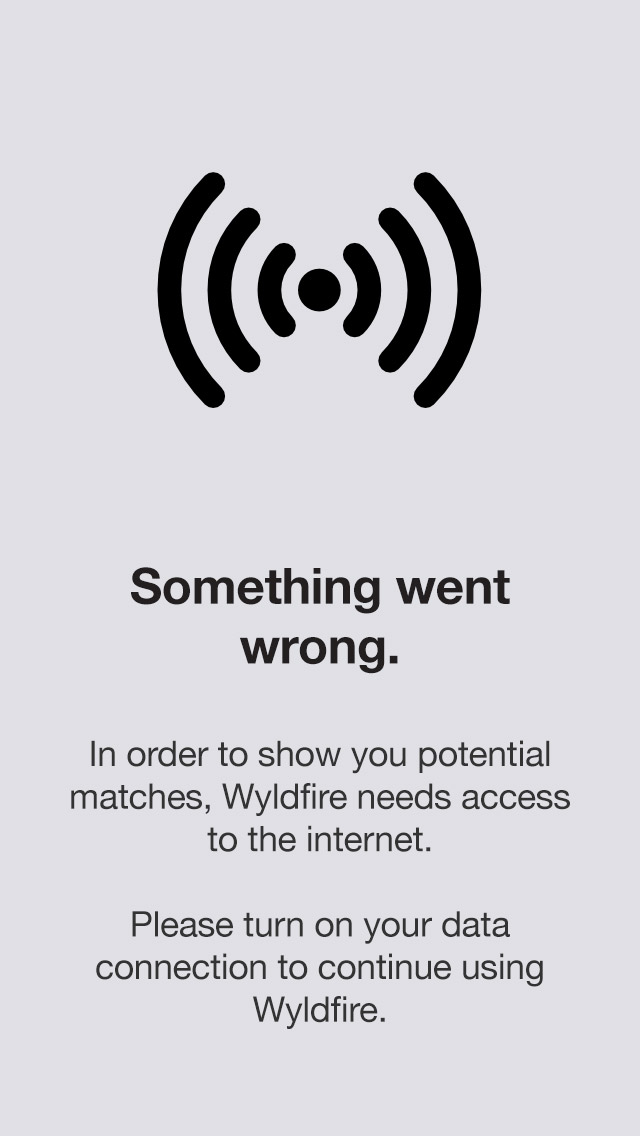 Something went
wrong.
In order to show you potential
matches, Wyldfire needs access
to the internet.
Please turn on your data
connection to continue using
Wyldfire.